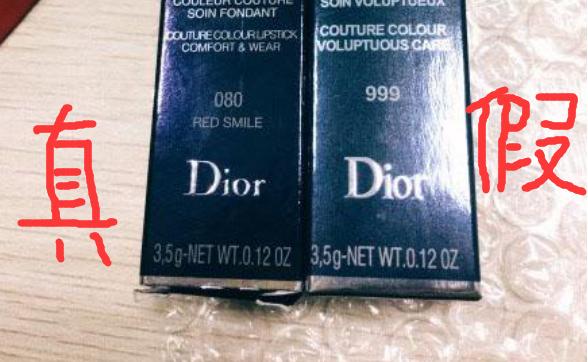 COULEUR COUTURE
SOIN FONDANT
COUTURE COLOUR LIPSTICK
COMFORT & WEAR
080
RED SMILE
Dior
3,5g-NET WT.0.12 OZ
SOIN VOLUPTUEUX
COUTURE COLOUR
VOLUPTUOUS CARE
999
Dior
3,5g-NET WT.0.12 OZ
真
假